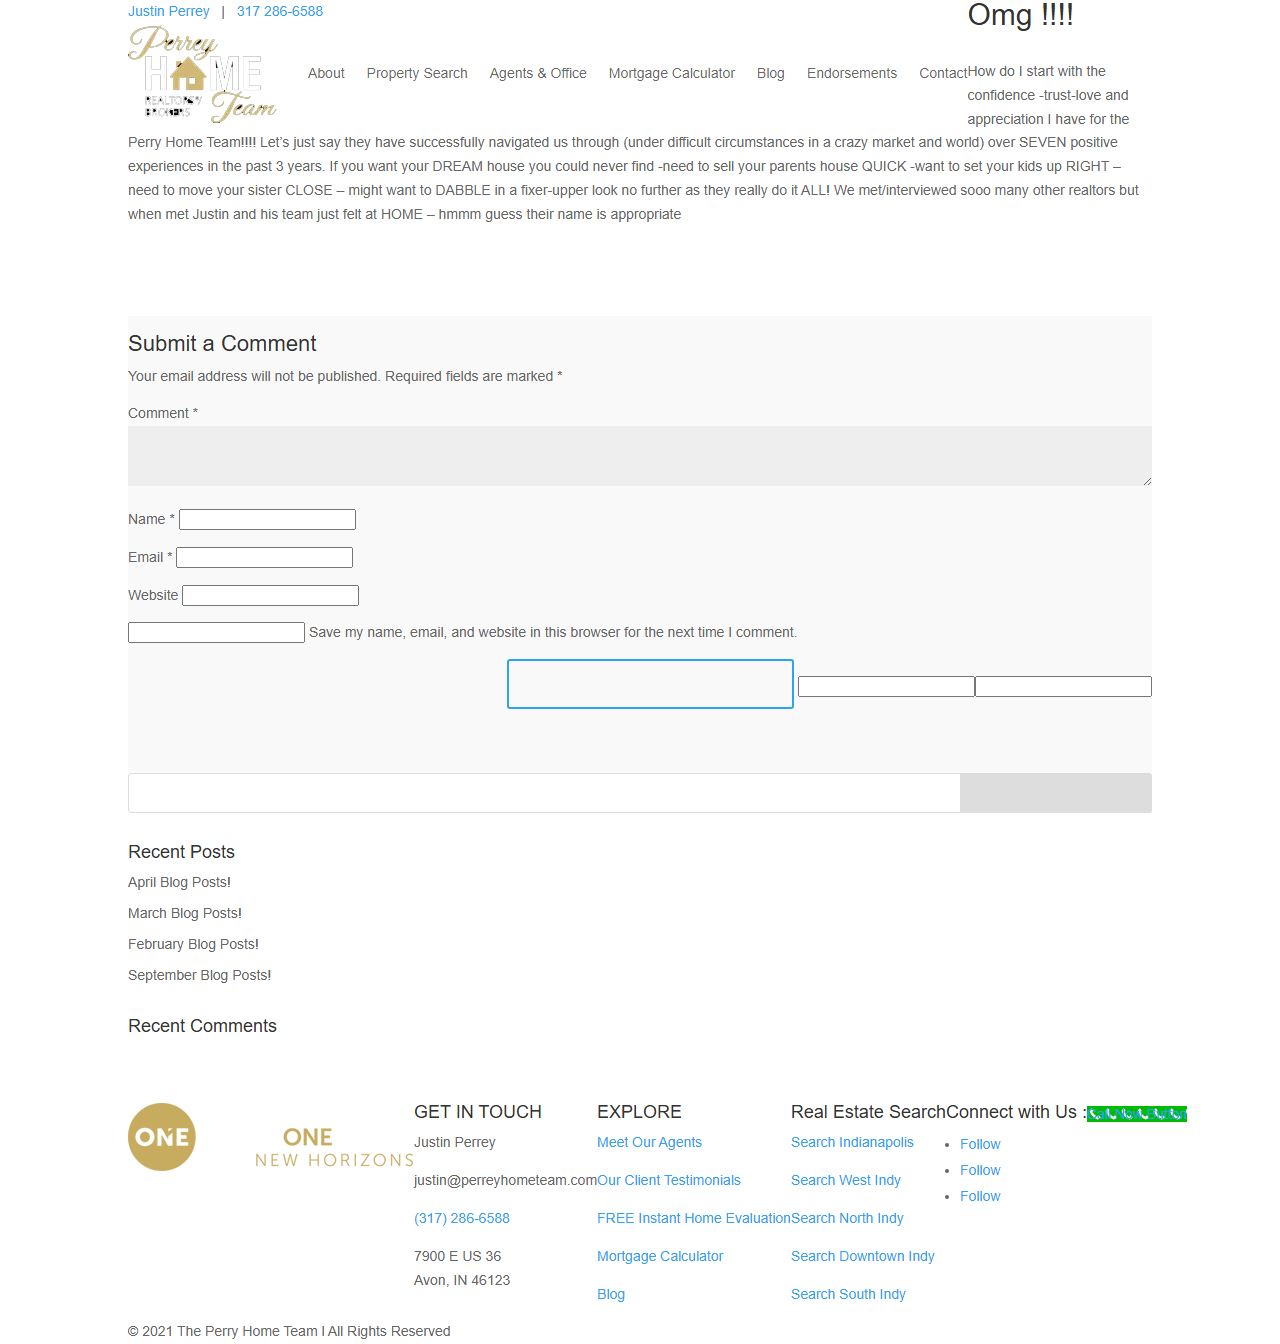 Justin Perrey | 317 286-6588
Perrey
HOME
Team
About Property Search Agents & Office Mortgage Calculator Blog Endorsements Contact
Omg !!!!
How do I start with the
confidence -trust-love and
appreciation I have for the
Perry Home Team!!!! Let’s just say they have successfully navigated us through (under difficult circumstances in a crazy market and world) over SEVEN positive
experiences in the past 3 years. If you want your DREAM house you could never find -need to sell your parents house QUICK -want to set your kids up RIGHT –
need to move your sister CLOSE – might want to DABBLE in a fixer-upper look no further as they really do it ALL! We met/interviewed sooo many other realtors but
when met Justin and his team just felt at HOME – hmmm guess their name is appropriate
Submit a Comment
Your email address will not be published. Required fields are marked *
Comment *
Name *
Email *
Website
Save my name, email, and website in this browser for the next time I comment.
Recent Posts
April Blog Posts!
March Blog Posts!
February Blog Posts!
September Blog Posts!
Recent Comments
ONE
ONE
NEW HORIZONS
GET IN TOUCH
Justin Perrey
justin@perreyhometeam.com
(317) 286-6588
7900 E US 36
Avon, IN 46123
EXPLORE
Meet Our Agents
Our Client Testimonials
FREE Instant Home Evaluation
Mortgage Calculator
Blog
Real Estate Search
Search Indianapolis
Search West Indy
Search North Indy
Search Downtown Indy
Search South Indy
Connect with Us :
Follow
Follow
Follow
Call Now Button
© 2021 The Perry Home Team I All Rights Reserved